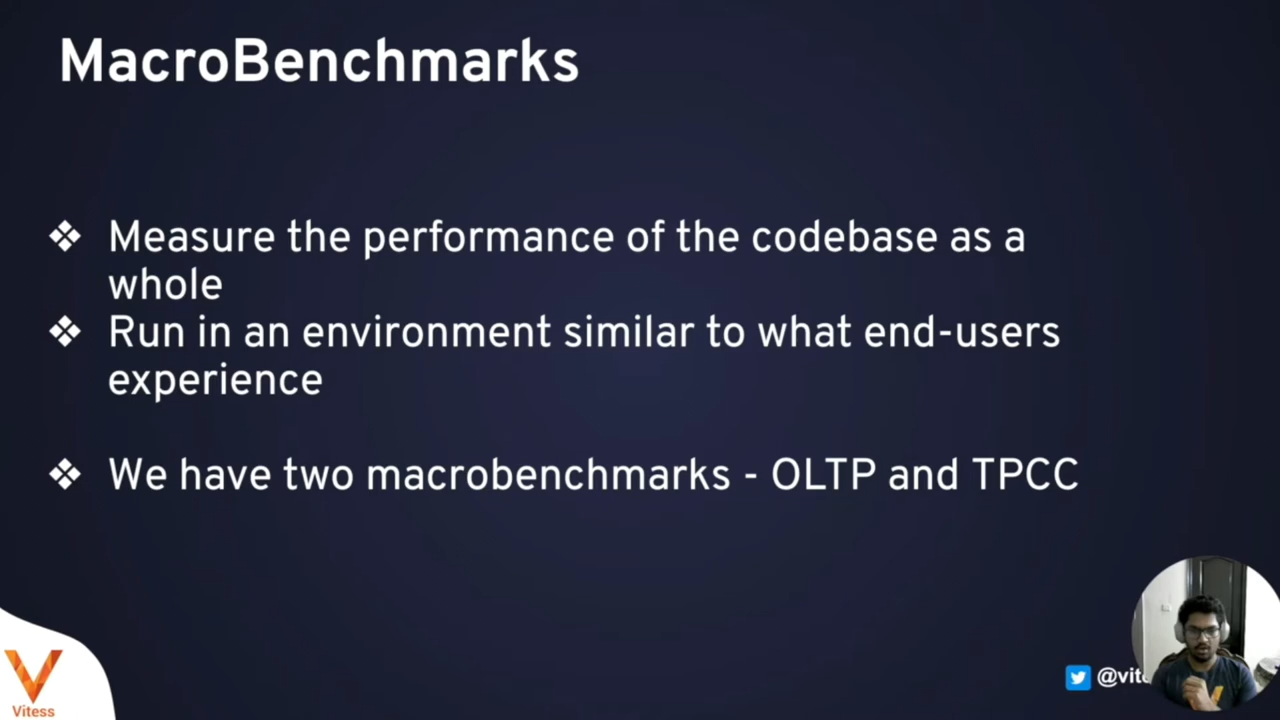 MacroBenchmarks
❖ Measure the performance of the codebase as a
whole
❖ Run in an environment similar to what end-users
experience
❖ We have two macrobenchmarks - OLTP and TPCC
Vitess